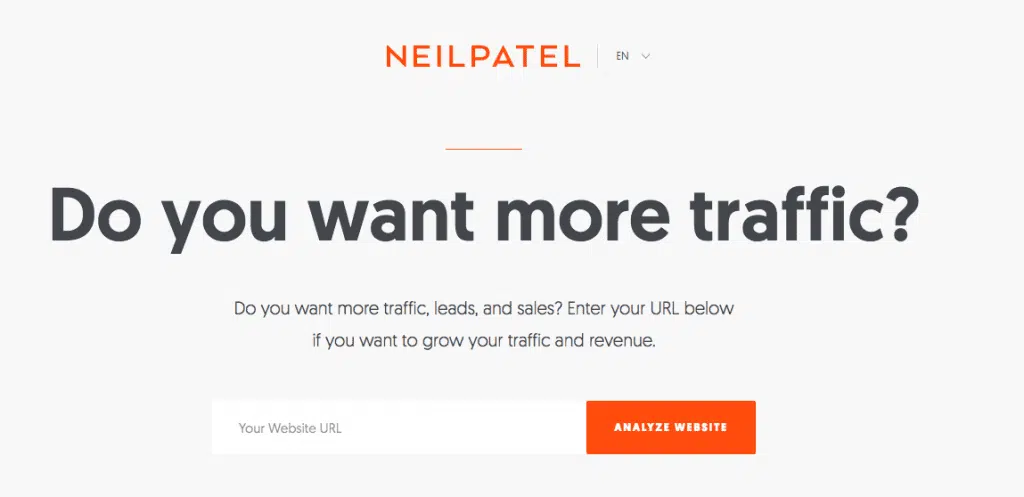 NEILPATEL EN
Do you want more traffic?
Do you want more traffic, leads, and sales? Enter your URL below
if you want to grow your traffic and revenue.
Your Website URL ANALYZE WEBSITE